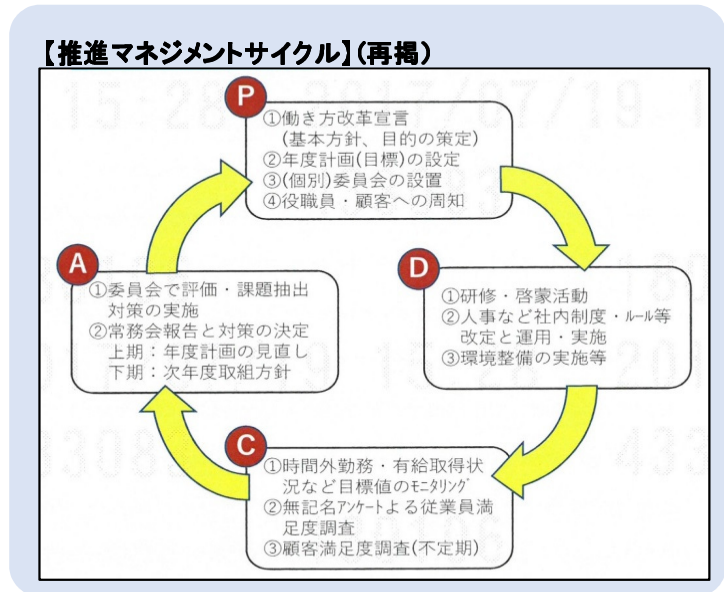 【推進マネジメントサイクル】(再掲)
P
①働き方改革宣言
(基本方針、目的の策定)
②年度計画(目標)の設定
③(個別)委員会の設置
④役職員・顧客への周知
D
①研修・啓蒙活動
②人事など社内制度・ﾙｰﾙ等
改定と運用・実施
③環境整備の実施等
C
①時間外勤務・有給取得状
況など目標値のﾓﾆﾀﾘﾝｸﾞ
②無記名ｱﾝｹｰﾄよる従業員満
足度調査
③顧客満足度調査(不定期)
A
①委員会で評価・課題抽出
対策の実施
②常務会報告と対策の決定
上期：年度計画の見直し
下期：次年度取組方針